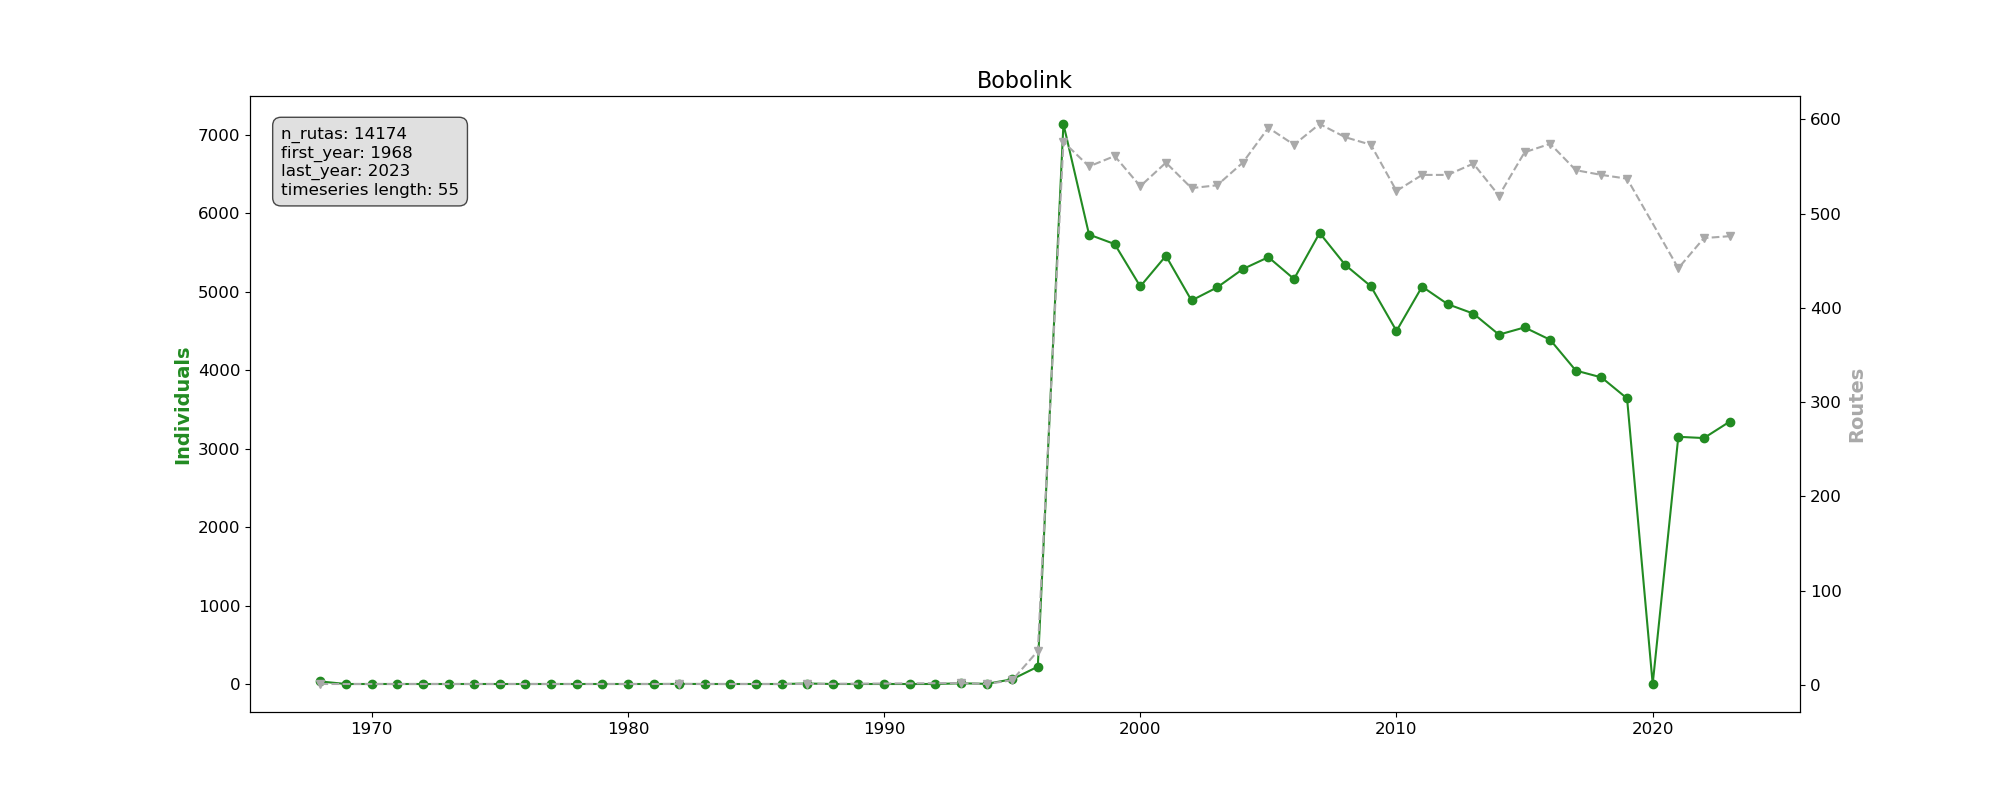 Bobolink
n_rutas: 14174
first_year: 1968
last_year: 2023
timeseries length: 55
Individuals
7000
6000
5000
4000
3000
2000
1000
0
600
500
400
300
200
100
0
Routes
1970 1980 1990 2000 2010 2020